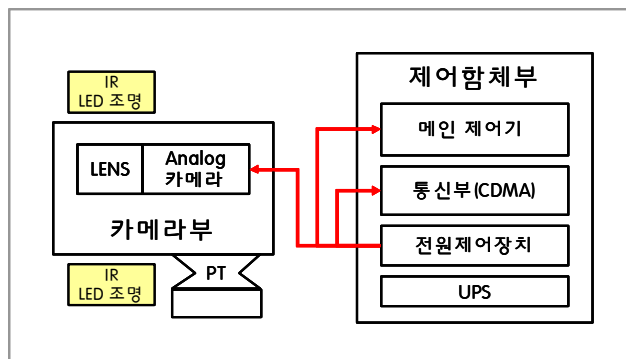 IR
LED 조명
LENS
Analog
카메라
카메라부
IR
LED 조명
PT
제어함체부
메인 제어기
통신부(CDMA)
전원제어장치
UPS